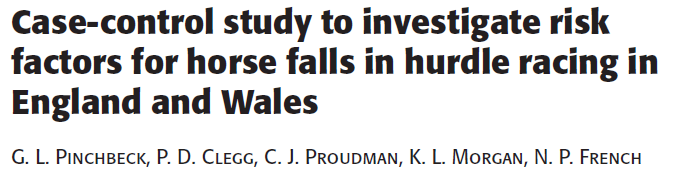 Case-control study to investigate risk
factors for horse falls in hurdle racing in
England and Wales
G. L. PINCHBECK, P. D. CLEGG, C. J. PROUDMAN, K. L. MORGAN, N. P. FRENCH